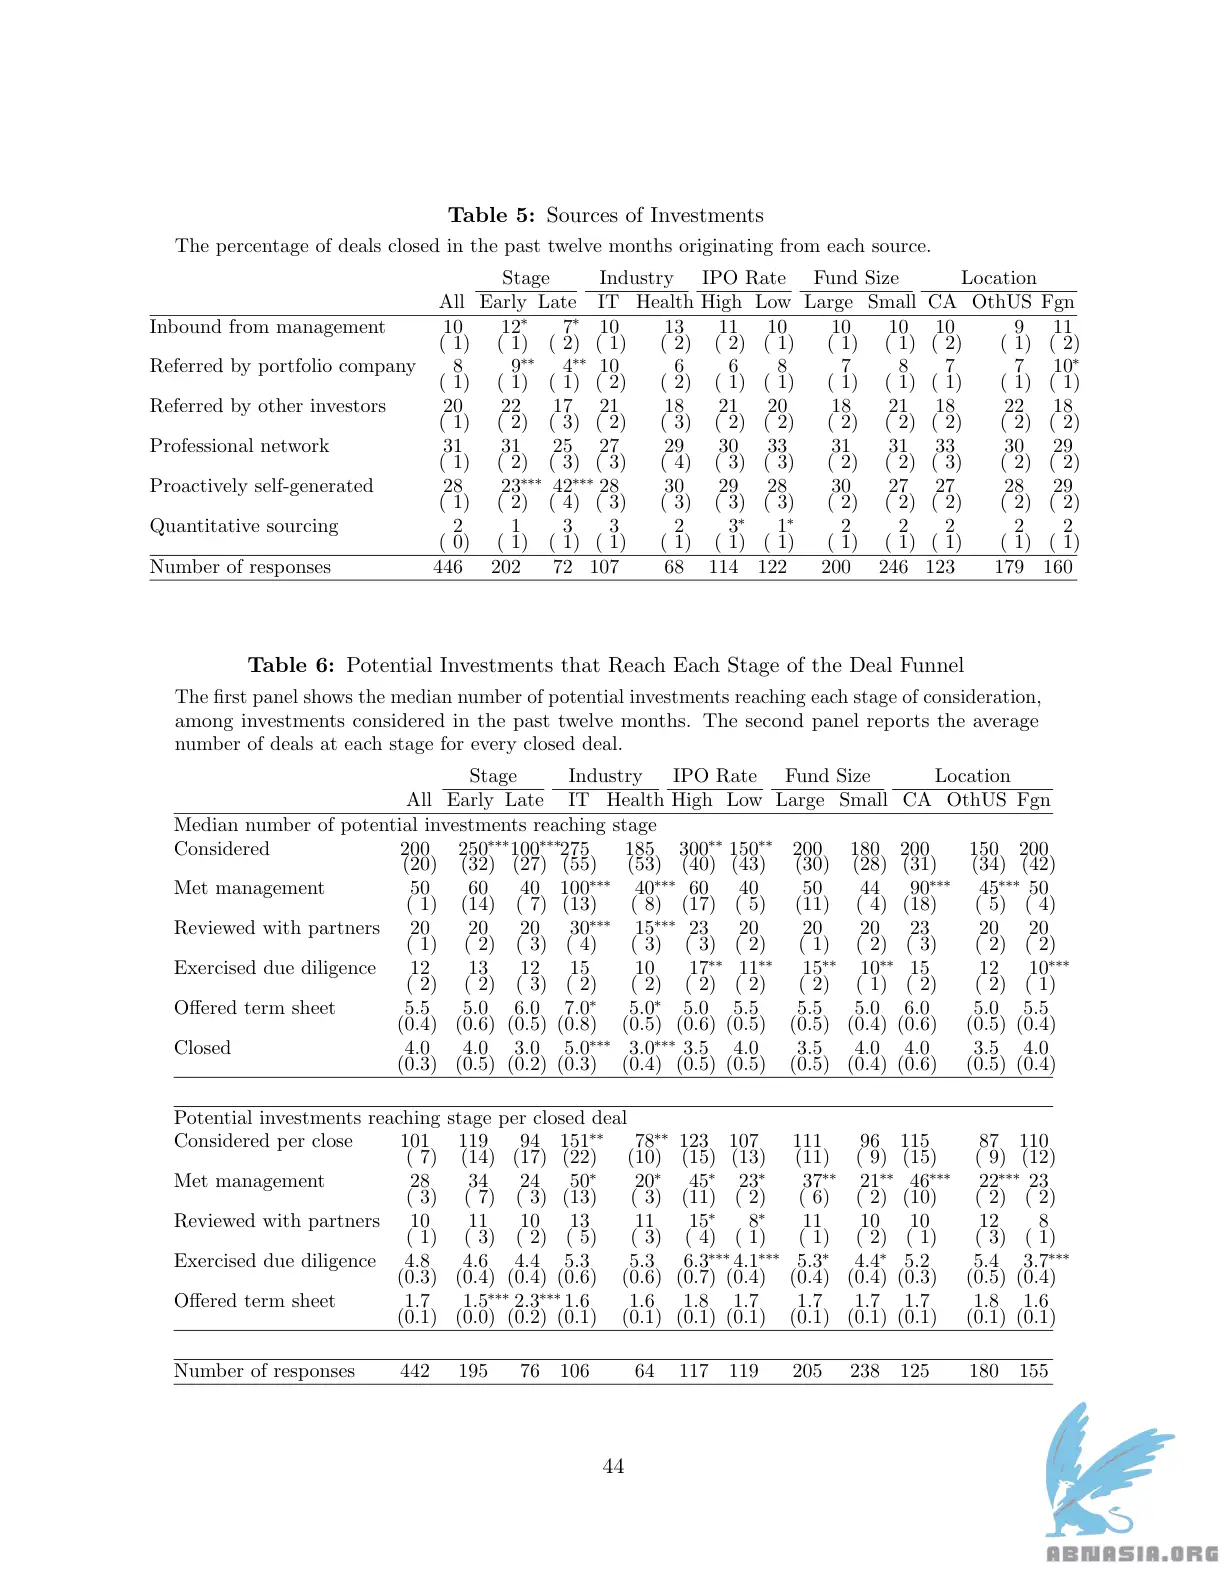 Table 5: Sources of Investments
The percentage of deals closed in the past twelve months originating from each source.
Stage Industry IPO Rate Fund Size Location
All Early Late IT Health High Low Large Small CA OthUS Fgn
Inbound from management 10 12* 7* 10 13 11 10 10 10 10 9 11
( 1) ( 1) ( 2) ( 1) ( 2) ( 2) ( 1) ( 1) ( 1) ( 2) ( 1) ( 2)
Referred by portfolio company 8 9** 4** 10 6 6 8 7 8 7 7 10*
( 1) ( 1) ( 1) ( 2) ( 2) ( 1) ( 1) ( 1) ( 1) ( 1) ( 1) ( 1)
Referred by other investors 20 22 17 21 18 21 20 18 21 18 22 18
( 1) ( 2) ( 3) ( 2) ( 3) ( 2) ( 2) ( 2) ( 2) ( 2) ( 2) ( 2)
Professional network 31 31 25 27 29 30 33 31 31 33 30 29
( 1) ( 2) ( 3) ( 3) ( 4) ( 3) ( 3) ( 2) ( 2) ( 3) ( 2) ( 2)
Proactively self-generated 28 23*** 42*** 28 30 29 28 30 27 27 28 29
( 1) ( 2) ( 4) ( 3) ( 3) ( 3) ( 3) ( 2) ( 2) ( 2) ( 2) ( 2)
Quantitative sourcing 2 1 3 3 2 3* 1* 2 2 2 2 2
( 0) ( 1) ( 1) ( 1) ( 1) ( 1) ( 1) ( 1) ( 1) ( 1) ( 1) ( 1)
Number of responses 446 202 72 107 68 114 122 200 246 123 179 160
Table 6: Potential Investments that Reach Each Stage of the Deal Funnel
The first panel shows the median number of potential investments reaching each stage of consideration,
among investments considered in the past twelve months. The second panel reports the average
number of deals at each stage for every closed deal.
Stage Industry IPO Rate Fund Size Location
All Early Late IT Health High Low Large Small CA OthUS Fgn
Median number of potential investments reaching stage
Considered 200 250*** 100*** 275 185 300** 150** 200 180 200 150 200
(20) (32) (27) (55) (53) (40) (43) (30) (28) (31) (34) (42)
Met management 50 60 40 100*** 40*** 60 40 50 44 90*** 45*** 50
( 1) (14) ( 7) (13) ( 8) (17) ( 5) (11) ( 4) (18) ( 5) ( 4)
Reviewed with partners 20 20 20 30*** 15*** 23 20 20 20 23 20 20
( 1) ( 2) ( 3) ( 4) ( 3) ( 3) ( 2) ( 1) ( 2) ( 3) ( 2) ( 2)
Exercised due diligence 12 13 12 15 10 17** 11** 15** 10** 15 12 10***
( 2) ( 2) ( 3) ( 2) ( 2) ( 2) ( 2) ( 2) ( 1) ( 2) ( 2) ( 1)
Offered term sheet 5.5 5.0 6.0 7.0* 5.0* 5.0 5.5 5.5 5.0 6.0 5.0 5.5
(0.4) (0.6) (0.5) (0.8) (0.5) (0.6) (0.5) (0.5) (0.4) (0.6) (0.5) (0.4)
Closed 4.0 4.0 3.0 5.0*** 3.0*** 3.5 4.0 3.5 4.0 4.0 3.5 4.0
(0.3) (0.5) (0.2) (0.3) (0.4) (0.5) (0.5) (0.5) (0.4) (0.6) (0.5) (0.4)
Potential investments reaching stage per closed deal
Considered per close 101 119 94 151** 78** 123 107 111 96 115 87 110
( 7) (14) (17) (22) (10) (15) (13) (11) ( 9) (15) ( 9) (12)
Met management 28 34 24 50* 20* 45* 23* 37** 21** 46*** 22*** 23
( 3) ( 7) ( 3) (13) ( 3) (11) ( 2) ( 6) ( 2) (10) ( 2) ( 2)
Reviewed with partners 10 11 10 13 11 15* 8* 11 10 10 12 8
( 1) ( 3) ( 2) ( 5) ( 3) ( 4) ( 1) ( 1) ( 2) ( 1) ( 3) ( 1)
Exercised due diligence 4.8 4.6 4.4 5.3 5.3 6.3*** 4.1*** 5.3* 4.4* 5.2 5.4 3.7***
(0.3) (0.4) (0.4) (0.6) (0.6) (0.7) (0.4) (0.4) (0.4) (0.3) (0.5) (0.4)
Offered term sheet 1.7 1.5*** 2.3*** 1.6 1.6 1.8 1.7 1.7 1.7 1.7 1.8 1.6
(0.1) (0.0) (0.2) (0.1) (0.1) (0.1) (0.1) (0.1) (0.1) (0.1) (0.1) (0.1)
Number of responses 442 195 76 106 64 117 119 205 238 125 180 155
44
ABNASIA.ORG